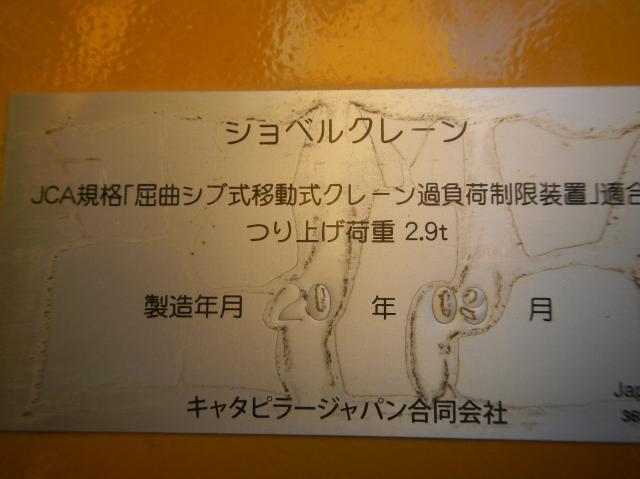 ショベルクレーン
JCA規格｢屈曲ジブ式移動式クレーン過負荷制限装置｣適合
つり上げ荷重 2.9t
製造年月 20 年 09 月
キャタピラージャパン合同会社
Jap
36